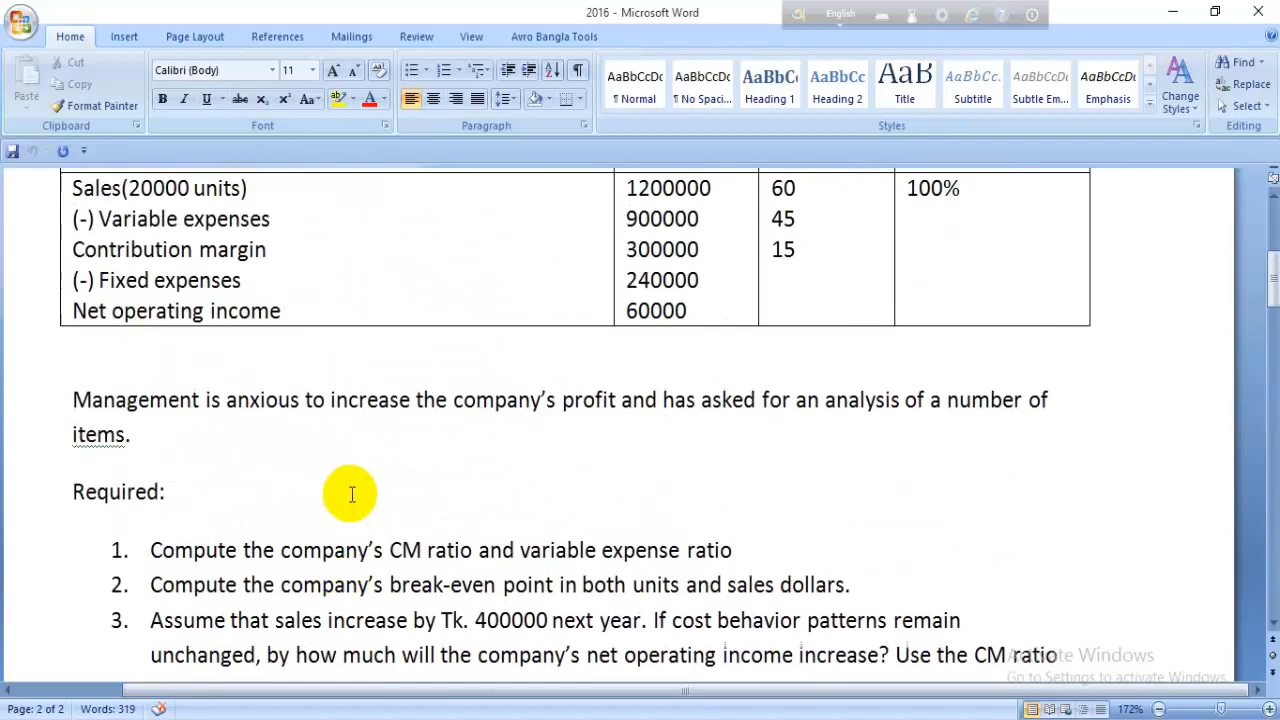 2016 - Microsoft Word
English
Home Insert Page Layout References Mailings Review View Avro Bangla Tools
Paste
Cut
Copy
Format Painter
Clipboard
Calibri (Body) 11
Font
Paragraph
AaBbCcDc AaBbCcDc AaBbCc AaBbCc AaB AaBbCcDc AaBbCcDc AaBbCcDc
¶ Normal ¶ No Spaci... Heading 1 Heading 2 Title Subtitle Subtle Em... Emphasis
Change Styles
Styles
Find
Replace
Select
Editing
Sales(20000 units) 1200000 60 100%
(-) Variable expenses 900000 45
Contribution margin 300000 15
(-) Fixed expenses 240000
Net operating income 60000
Management is anxious to increase the company’s profit and has asked for an analysis of a number of
items.
Required:
1. Compute the company’s CM ratio and variable expense ratio
2. Compute the company’s break-even point in both units and sales dollars.
3. Assume that sales increase by Tk. 400000 next year. If cost behavior patterns remain
unchanged, by how much will the company’s net operating income increase? Use the CM ratio
Activate Windows
Go to Settings to activate Windows.
Page: 2 of 2 Words: 319 172%